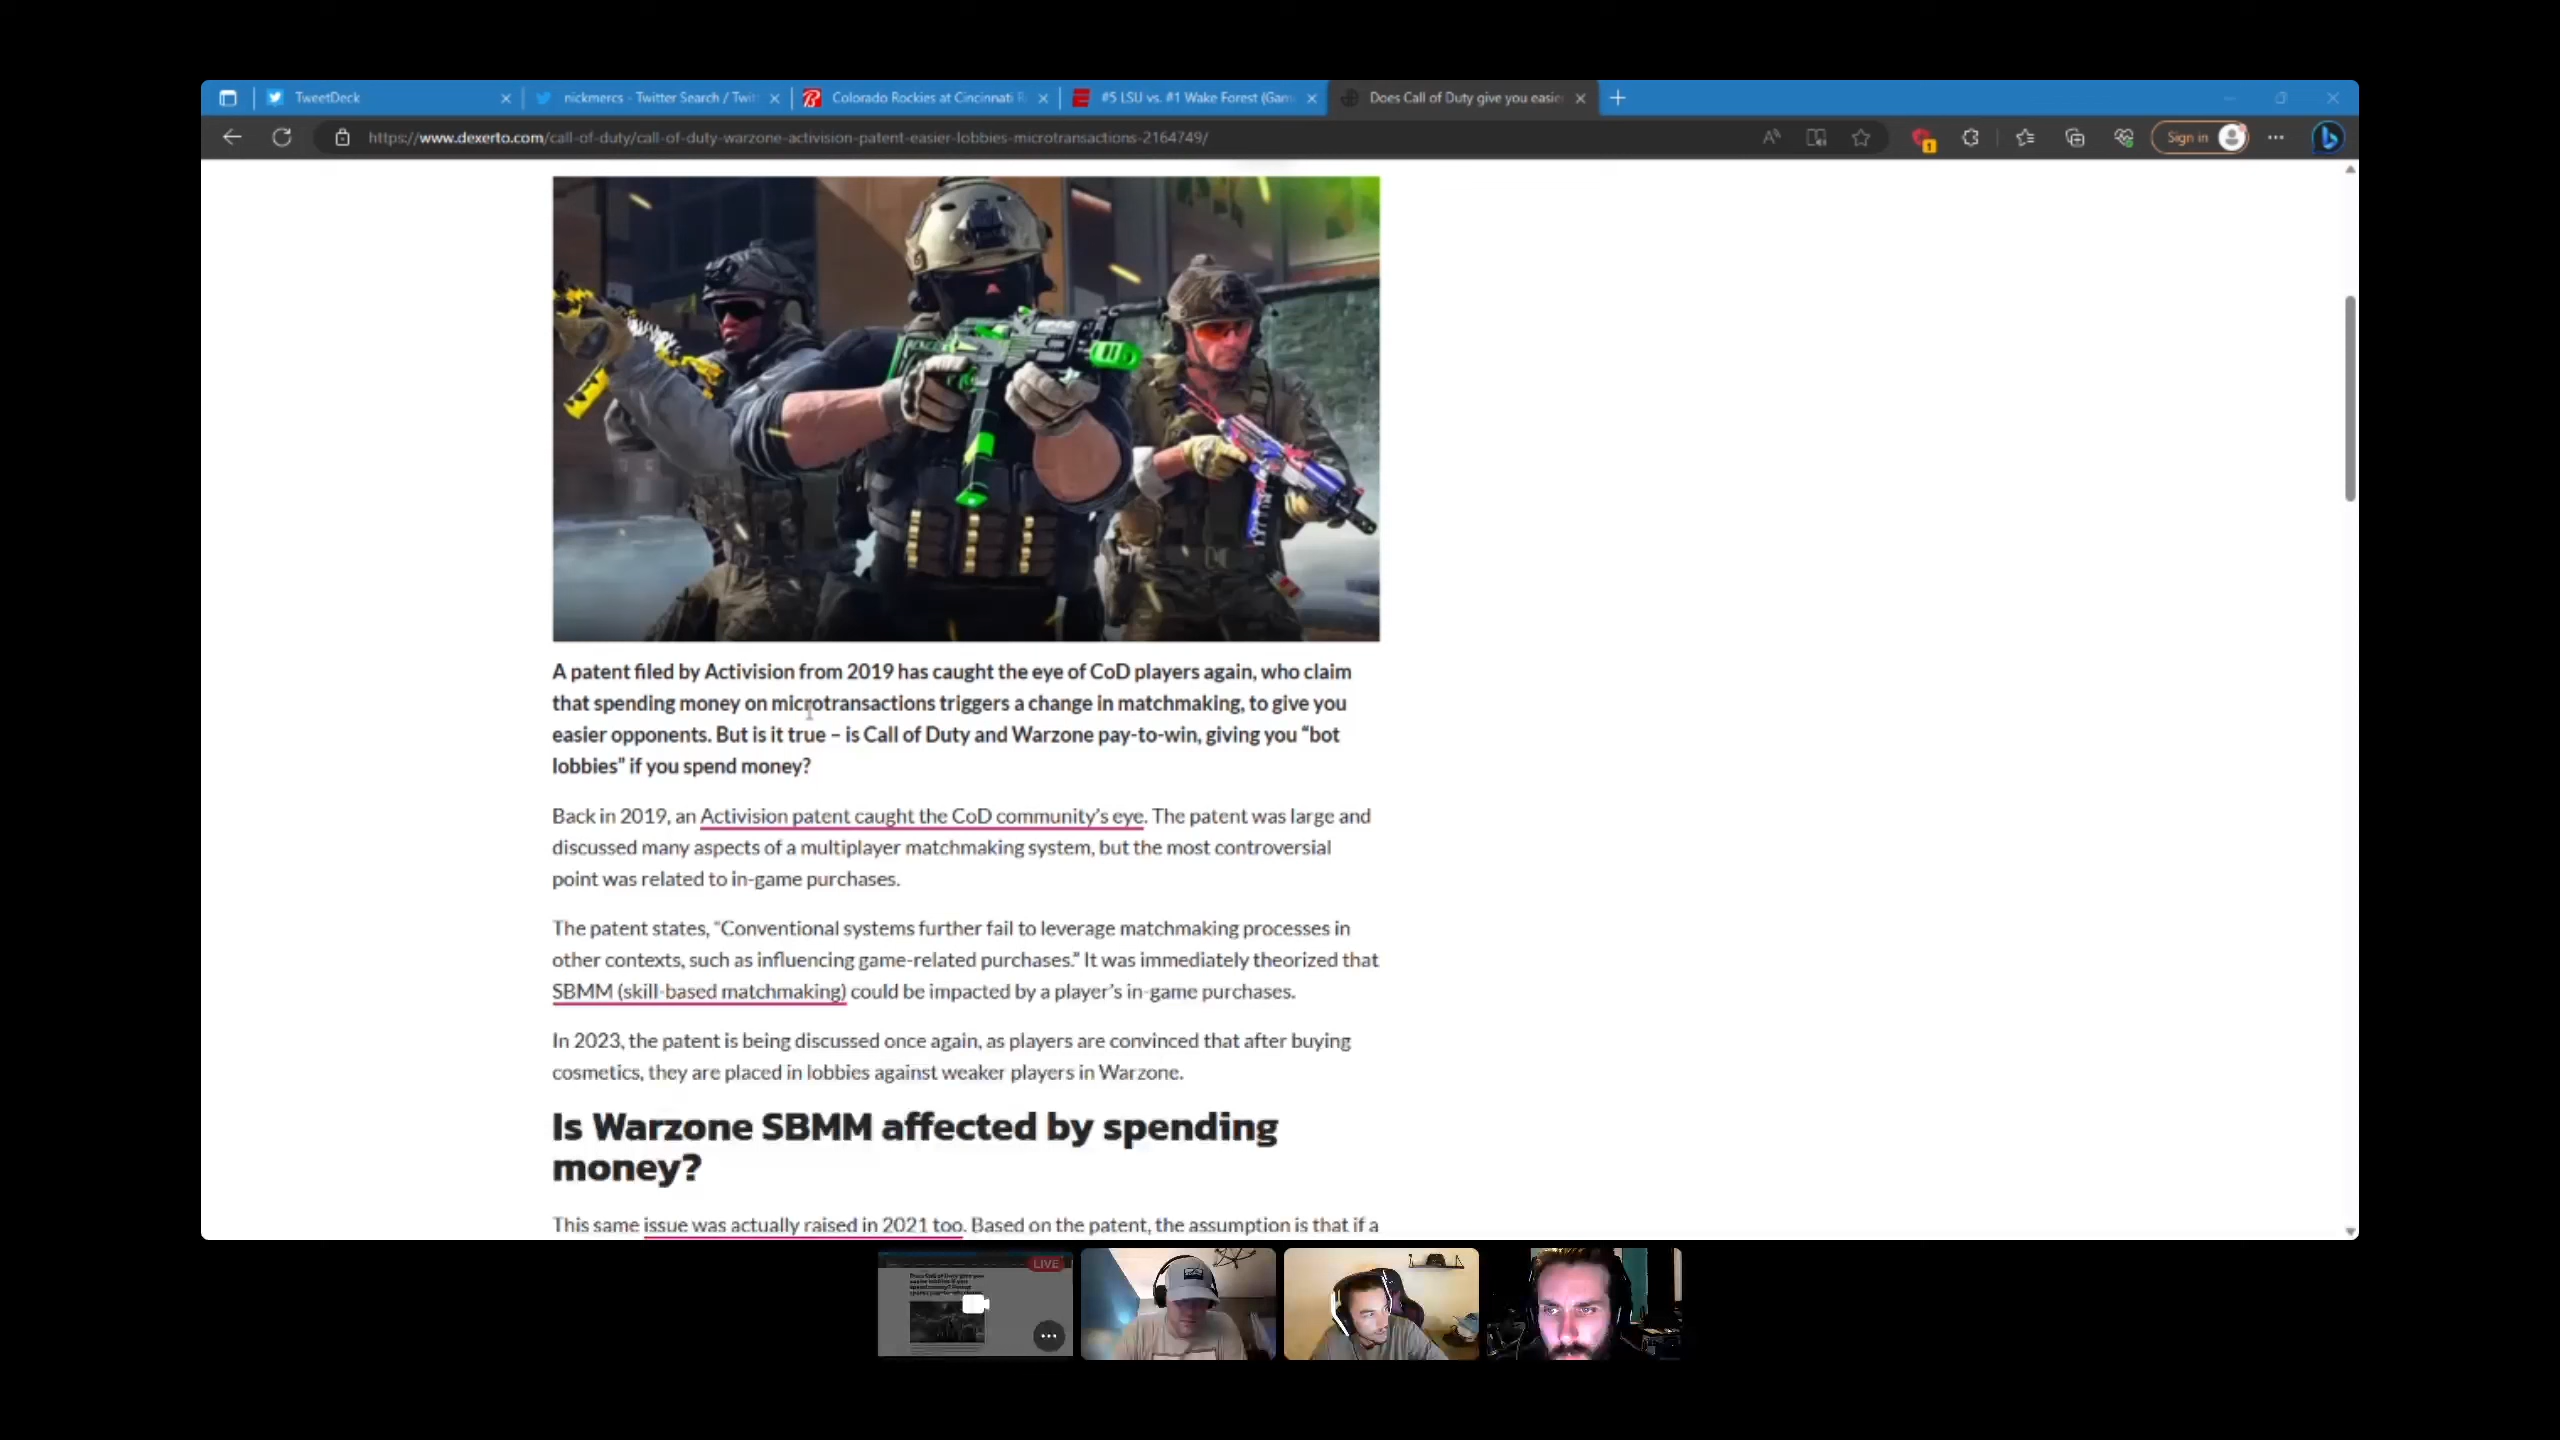 TweetDeck
nickmercs - Twitter Search / Twit
Colorado Rockies at Cincinnati R
#5 LSU vs. #1 Wake Forest (Gam
Does Call of Duty give you easie
https://www.dexerto.com/call-of-duty/call-of-duty-warzone-activision-patent-easier-lobbies-microtransactions-2164749/
1
Sign in
A patent filed by Activision from 2019 has caught the eye of CoD players again, who claim
that spending money on microtransactions triggers a change in matchmaking, to give you
easier opponents. But is it true – is Call of Duty and Warzone pay-to-win, giving you “bot
lobbies” if you spend money?
Back in 2019, an Activision patent caught the CoD community’s eye. The patent was large and
discussed many aspects of a multiplayer matchmaking system, but the most controversial
point was related to in-game purchases.
The patent states, “Conventional systems further fail to leverage matchmaking processes in
other contexts, such as influencing game-related purchases.” It was immediately theorized that
SBMM (skill-based matchmaking) could be impacted by a player’s in-game purchases.
In 2023, the patent is being discussed once again, as players are convinced that after buying
cosmetics, they are placed in lobbies against weaker players in Warzone.
Is Warzone SBMM affected by spending
money?
This same issue was actually raised in 2021 too. Based on the patent, the assumption is that if a
LIVE